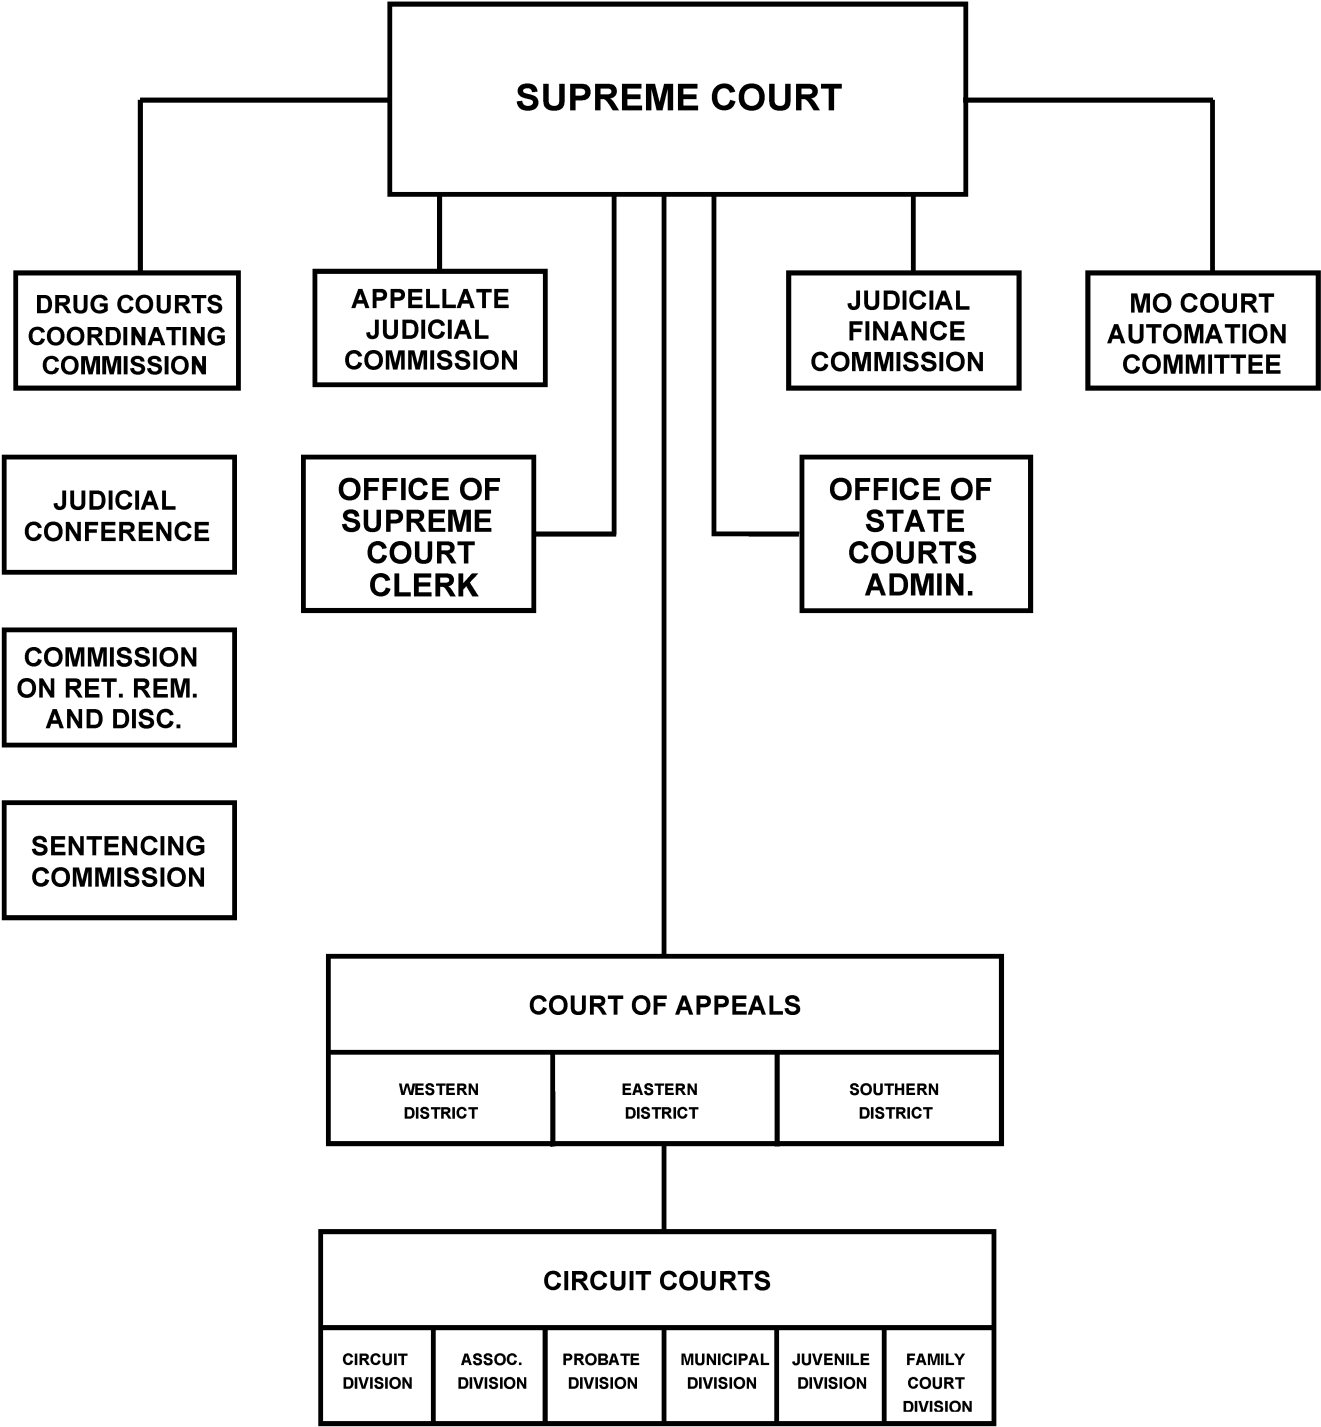 SUPREME COURT
DRUG COURTS
COORDINATING
COMMISSION
APPELLATE
JUDICIAL
COMMISSION
JUDICIAL
FINANCE
COMMISSION
MO COURT
AUTOMATION
COMMITTEE
JUDICIAL
CONFERENCE
OFFICE OF
SUPREME
COURT
CLERK
OFFICE OF
STATE
COURTS
ADMIN.
COMMISSION
ON RET. REM.
AND DISC.
SENTENCING
COMMISSION
COURT OF APPEALS
WESTERN
DISTRICT
EASTERN
DISTRICT
SOUTHERN
DISTRICT
CIRCUIT COURTS
CIRCUIT
DIVISION
ASSOC.
DIVISION
PROBATE
DIVISION
MUNICIPAL
DIVISION
JUVENILE
DIVISION
FAMILY
COURT
DIVISION